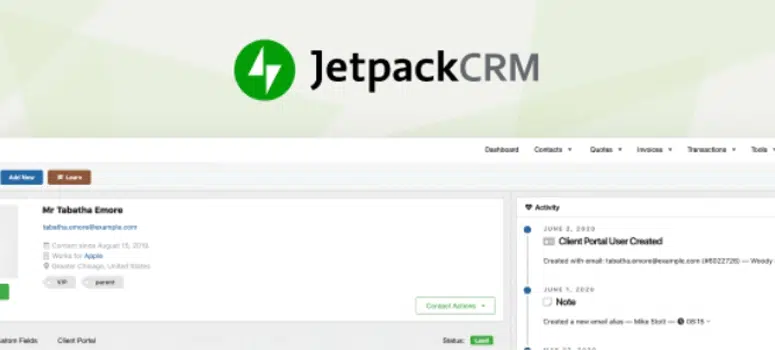 JetpackCRM
Dashboard Contacts Quotes Invoices Transactions Tools
Add New Learn
Mr Tabatha Emore
tabatha.emore@example.com
Contact since August 15, 2019
Works for Apple
Greater Chicago, United States
VIP parent
Contact Actions
Custom Fields Client Portal Status: Lead
Activity
JUNE 2, 2020
Client Portal User Created
Created with email: tabatha.emore@example.com (#5022726) — Woody
JUNE 1, 2020
Note
Created a new email alias — Mike Stott — 08:15 -